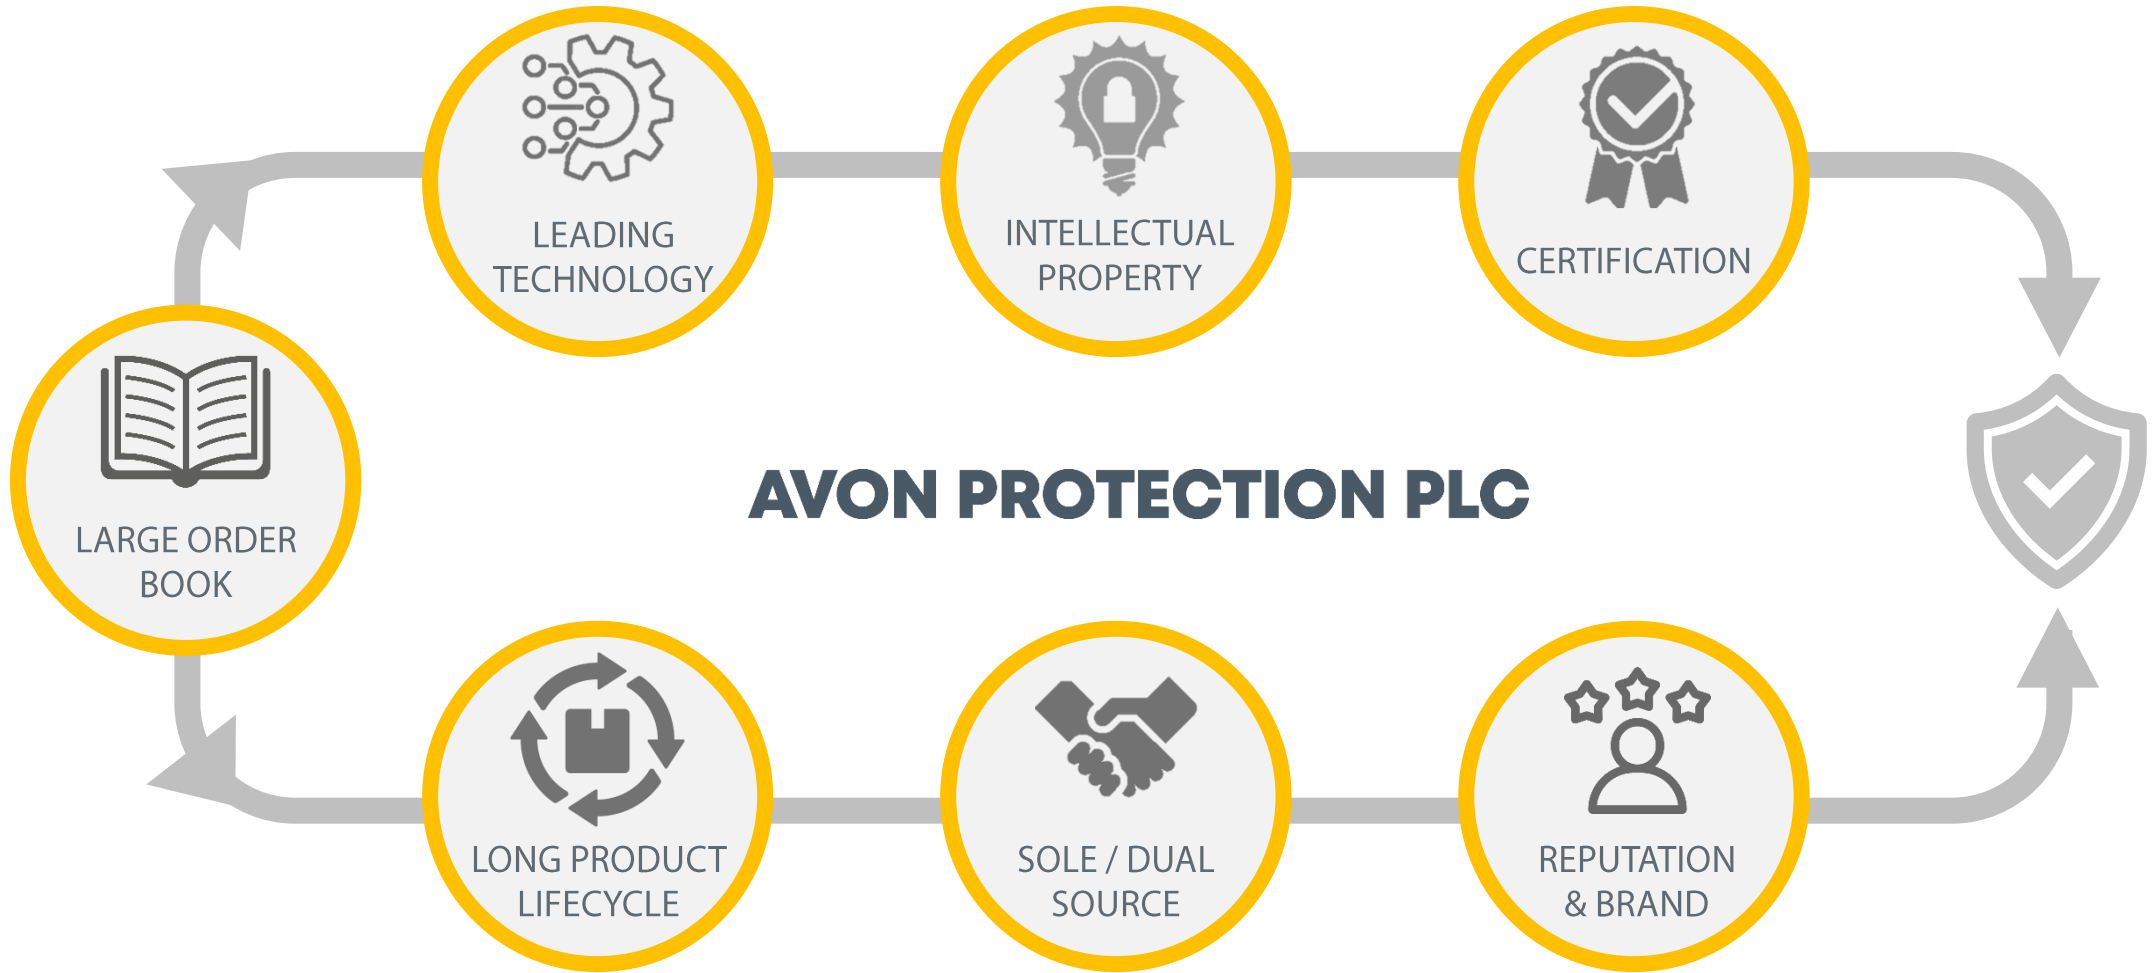 LEADING
TECHNOLOGY
INTELLECTUAL
PROPERTY
CERTIFICATION
LARGE ORDER
BOOK
AVON PROTECTION PLC
LONG PRODUCT
LIFECYCLE
SOLE / DUAL
SOURCE
REPUTATION
& BRAND